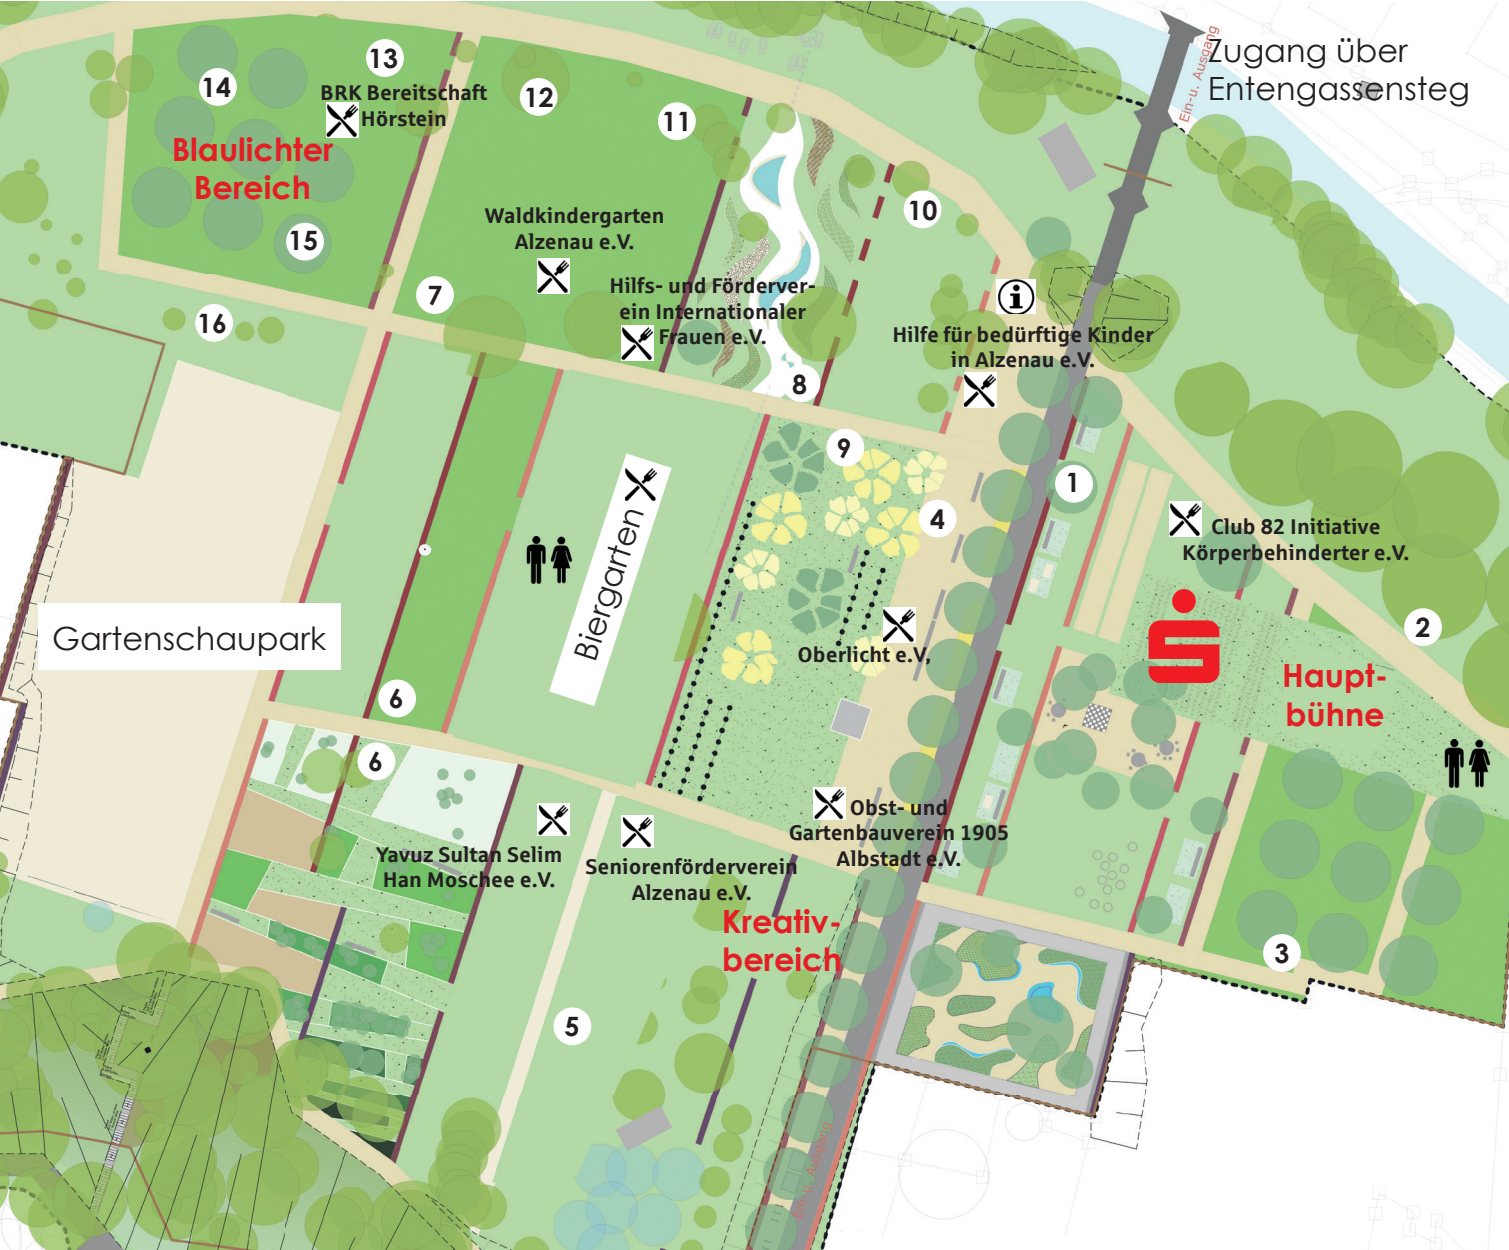 Zugang über
Entengassensteg
Ein-u. Ausgang
13
14
BRK Bereitschaft
Hörstein
12
11
Blaulichter
Bereich
15
10
Waldkindergarten
Alzenau e.V.
7
Hilfs- und Förderver-
ein Internationaler
Frauen e.V.
16
i
Hilfe für bedürftige Kinder
in Alzenau e.V.
8
9
1
4
Club 82 Initiative
Körperbehinderter e.V.
Biergarten
Gartenschaupark
2
Oberlicht e.V,
Haupt-
bühne
6
6
Obst- und
Gartenbauverein 1905
Albstadt e.V.
Yavuz Sultan Selim
Han Moschee e.V.
Seniorenförderverein
Alzenau e.V.
Kreativ-
bereich
3
5
Ein-u. Ausgang